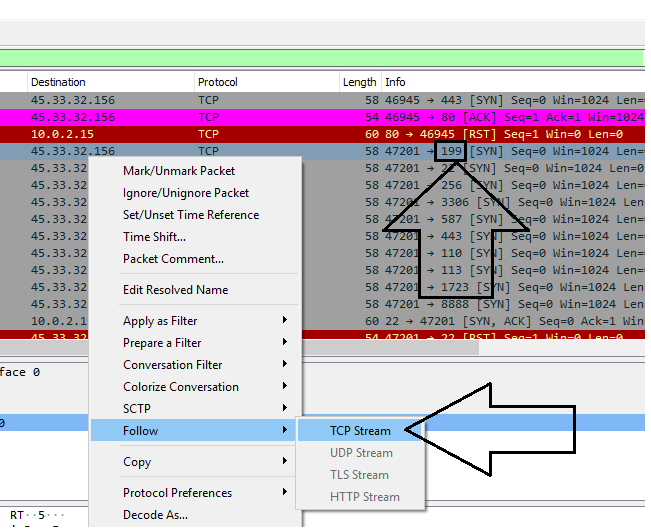 Destination Protocol Length Info
45.33.32.156 TCP 58 46945 → 443 [SYN] Seq=0 Win=1024 Len=
45.33.32.156 TCP 54 46945 → 80 [ACK] Seq=1 Ack=1 Win=1024
10.0.2.15 TCP 60 80 → 46945 [RST] Seq=1 Win=0 Len=0
45.33.32.156 TCP 58 47201 → 199 [SYN] Seq=0 Win=1024 Len=
45.33.32 58 47201 → 22 [SYN] Seq=0 Win=1024 Len=
Mark/Unmark Packet
45.33.32 58 47201 → 256 [SYN] Seq=0 Win=1024 Len=
Ignore/Unignore Packet
45.33.32 58 47201 → 3306 [SYN] Seq=0 Win=1024 Len
Set/Unset Time Reference
45.33.32 58 47201 → 587 [SYN] Seq=0 Win=1024 Len=
Time Shift...
45.33.32 58 47201 → 443 [SYN] Seq=0 Win=1024 Len=
Packet Comment...
45.33.32 58 47201 → 110 [SYN] Seq=0 Win=1024 Len=
45.33.32 58 47201 → 113 [SYN] Seq=0 Win=1024 Len=
Edit Resolved Name
45.33.32 58 47201 → 1723 [SYN] Seq=0 Win=1024 Len
45.33.32 58 47201 → 8888 [SYN] Seq=0 Win=1024 Len
Apply as Filter
10.0.2.1 60 22 → 47201 [SYN, ACK] Seq=0 Ack=1 Win
45.33.32 54 47201 → 22 [RST] Seq=1 Win=0 Len=0
Prepare a Filter
Conversation Filter
face 0
Colorize Conversation
SCTP
0
Follow
TCP Stream
UDP Stream
Copy
TLS Stream
Protocol Preferences
HTTP Stream
RT··5···
Decode As...